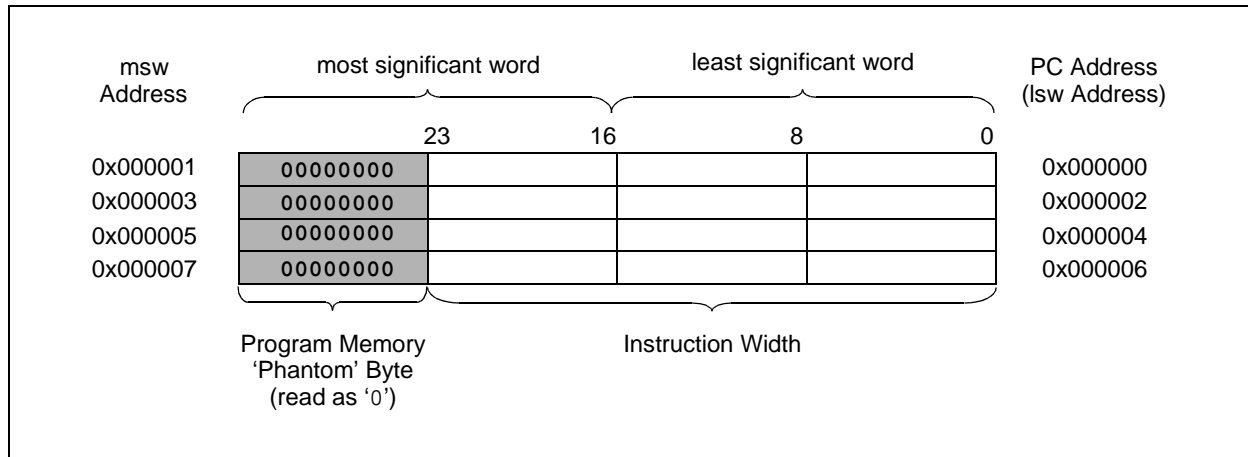 msw
Address
most significant word
least significant word
PC Address
(lsw Address)
23
16
8
0
0x000001
00000000
0x000000
0x000003
00000000
0x000002
0x000005
00000000
0x000004
0x000007
00000000
0x000006
Program Memory
‘Phantom’ Byte
(read as ‘0’)
Instruction Width